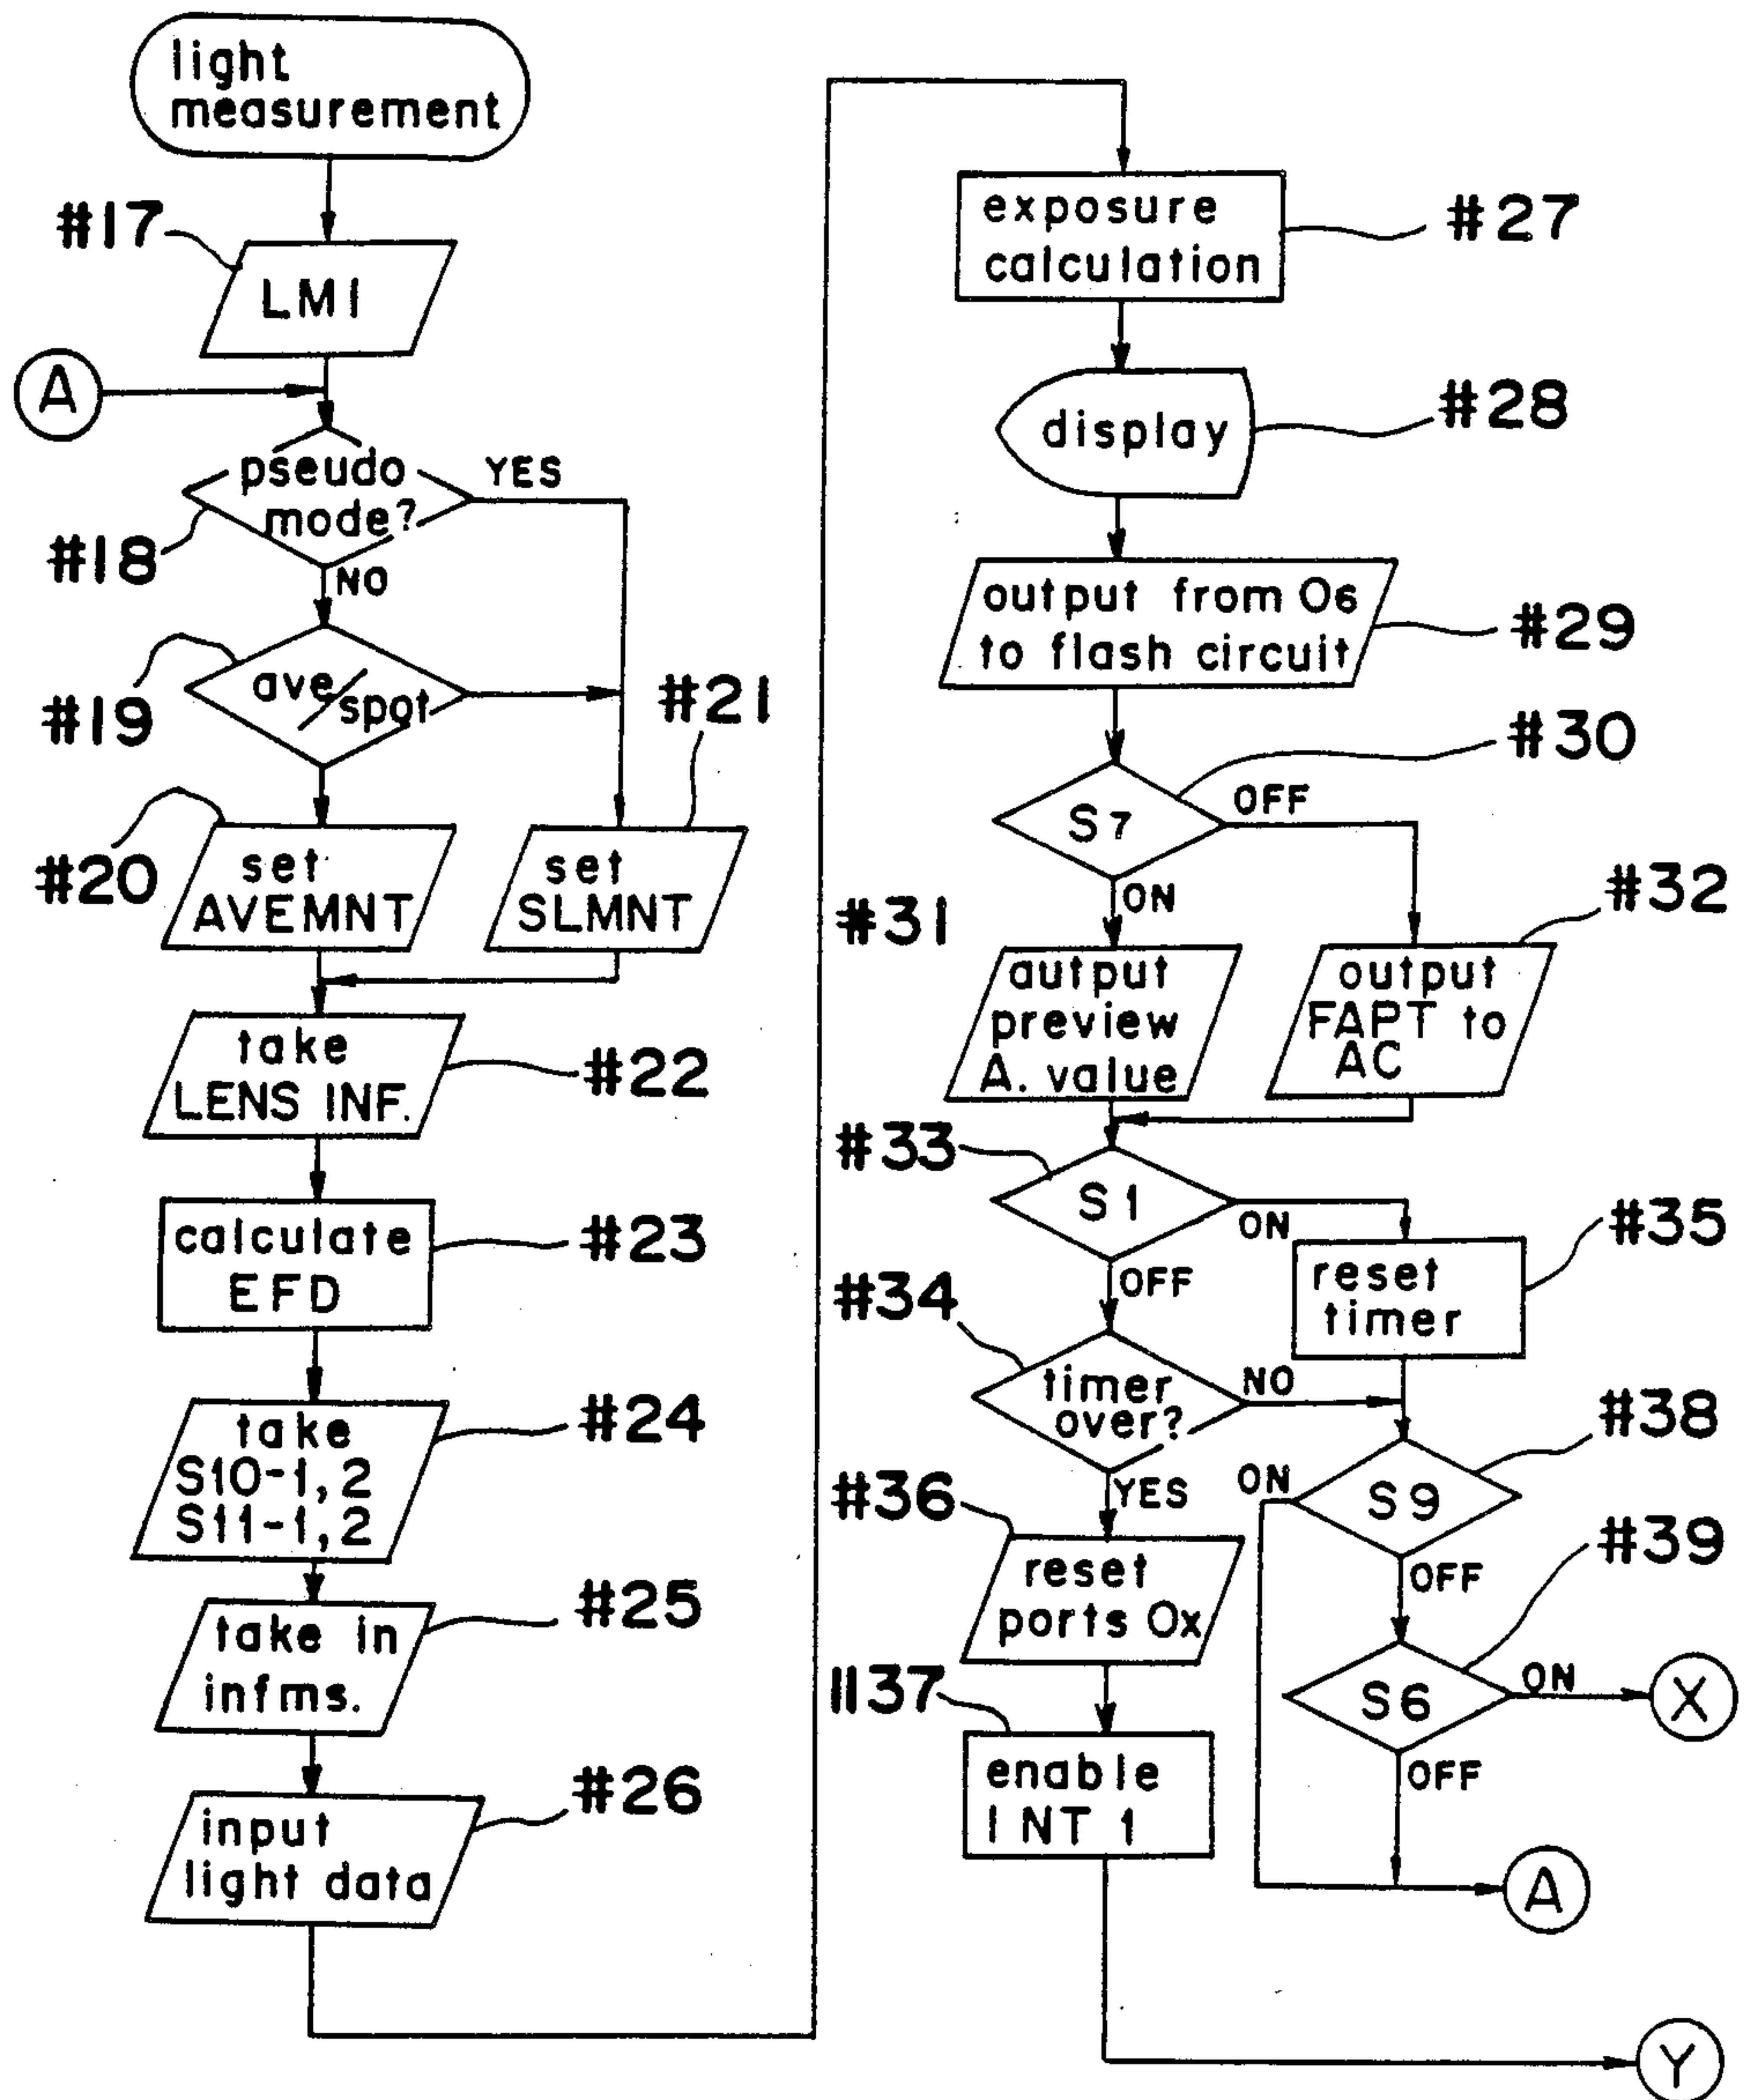 light
measurement
#17
LM1
A
pseudo
mode?
YES
#18
NO
ave/spot
#19
#21
#20
set
AVEMNT
set
SLMNT
take
LENS INF.
#22
calculate
EFD
#23
take
S10-1,2
S11-1,2
#24
take in
infms.
#25
input
light data
#26
exposure
calculation
#27
display
#28
output from O6
to flash circuit
#29
#30
S7
OFF
ON
#31
#32
autput
preview
A. value
output
FAPT to
AC
#33
S1
ON
#35
OFF
reset
timer
#34
timer
over?
NO
#38
YES
ON
S9
#36
#39
OFF
reset
ports Ox
1137
S6
ON
X
enable
INT 1
OFF
A
Y